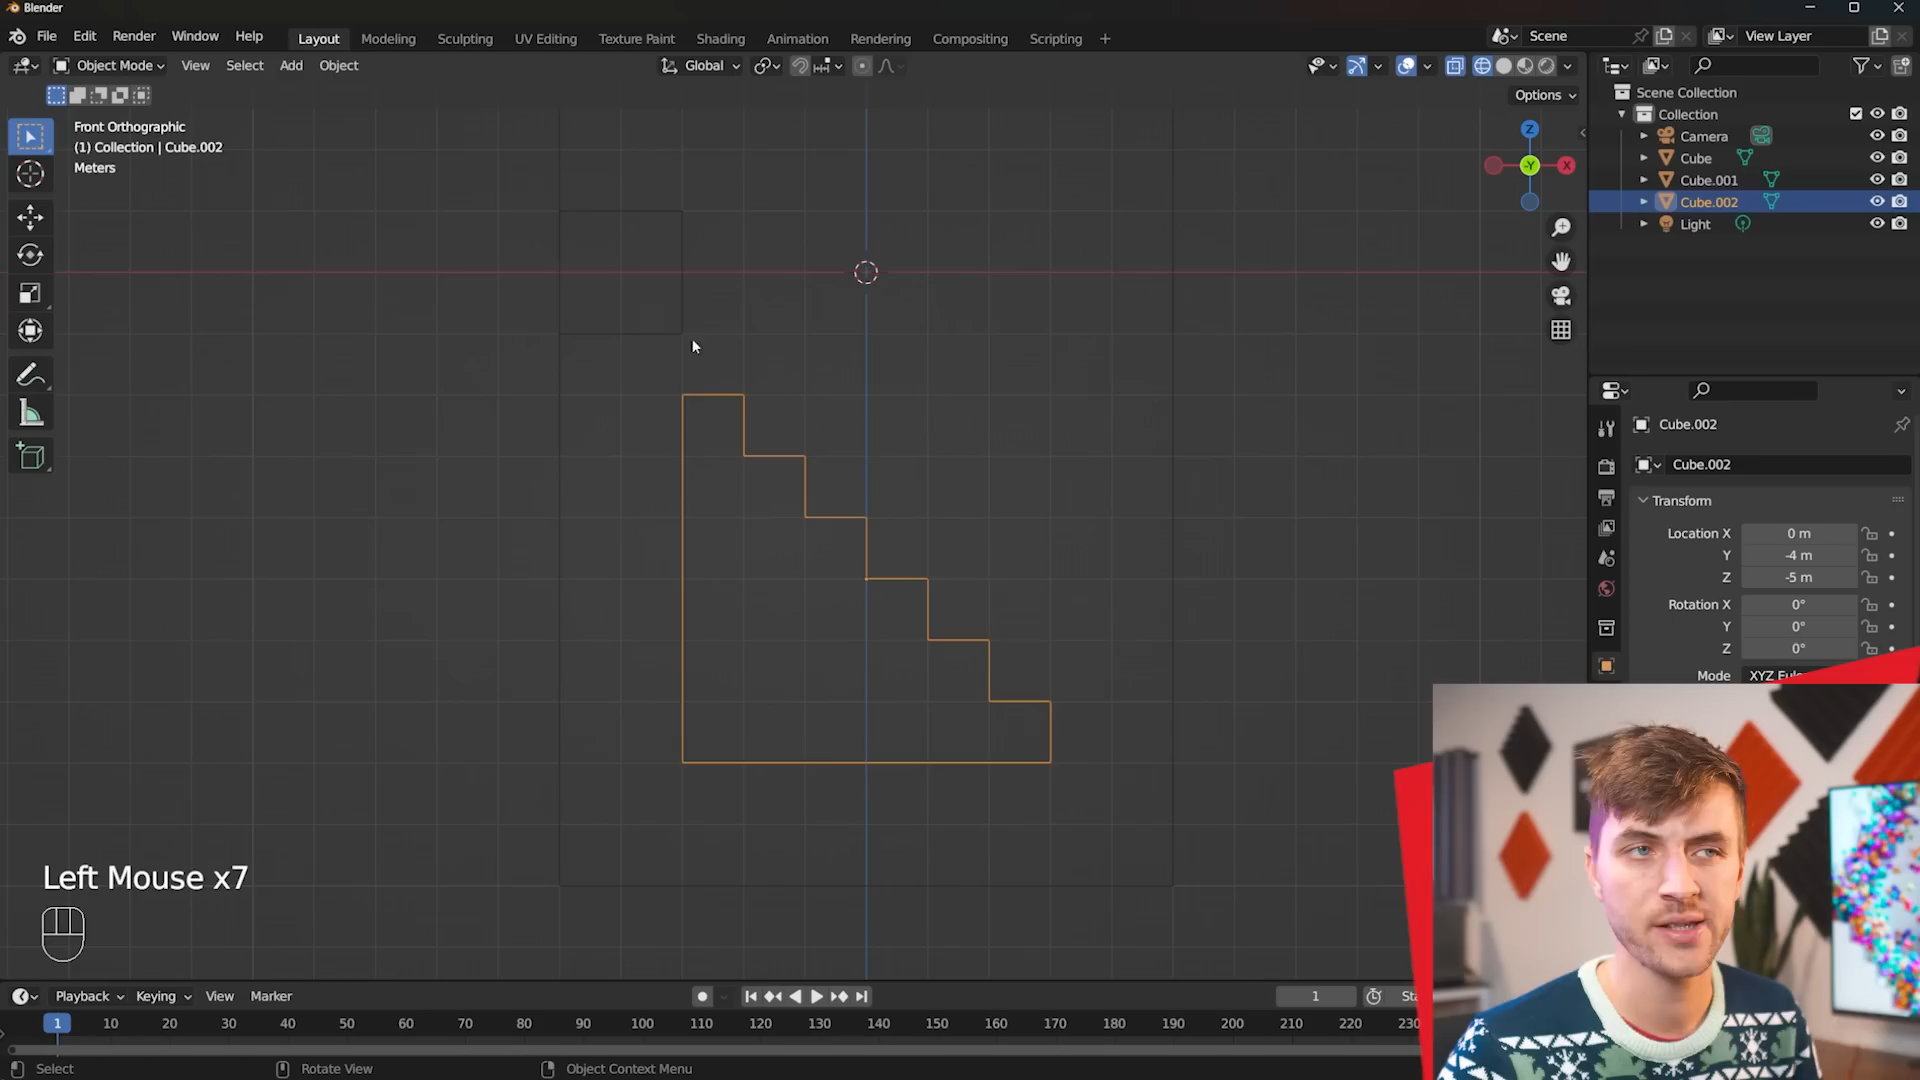 Blender
File Edit Render Window Help Layout Modeling Sculpting UV Editing Texture Paint Shading Animation Rendering Compositing Scripting + Scene View Layer
Object Mode View Select Add Object Global
Options
Front Orthographic
(1) Collection | Cube.002
Meters
Z
-Y
X
Scene Collection
Collection
Camera
Cube
Cube.001
Cube.002
Light
Cube.002
Cube.002
Transform
Location X 0 m
Y -4 m
Z -5 m
Rotation X 0°
Y 0°
Z 0°
Mode XYZ Eul
Left Mouse x7
Playback Keying View Marker 1 Sta
1 10 20 30 40 50 60 70 80 90 100 110 120 130 140 150 160 170 180 190 200 210 220 230
Select Rotate View Object Context Menu